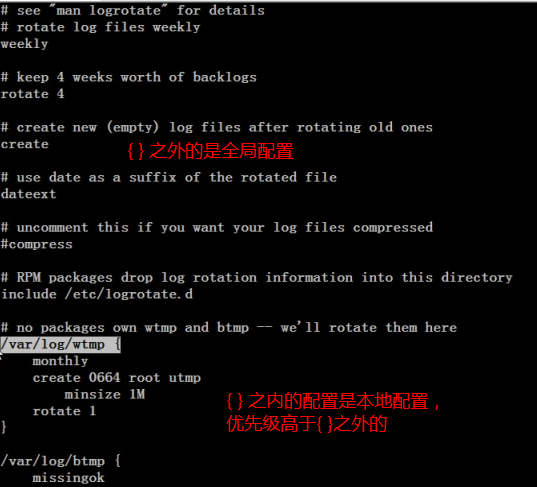 # see "man logrotate" for details
# rotate log files weekly
weekly
# keep 4 weeks worth of backlogs
rotate 4
# create new (empty) log files after rotating old ones
create
{ } 之外的是全局配置
# use date as a suffix of the rotated file
dateext
# uncomment this if you want your log files compressed
#compress
# RPM packages drop log rotation information into this directory
include /etc/logrotate.d
# no packages own wtmp and btmp -- we'll rotate them here
/var/log/wtmp {
monthly
create 0664 root utmp
minsize 1M
rotate 1
}
{ } 之内的配置是本地配置，
优先级高于{ }之外的
/var/log/btmp {
missingok